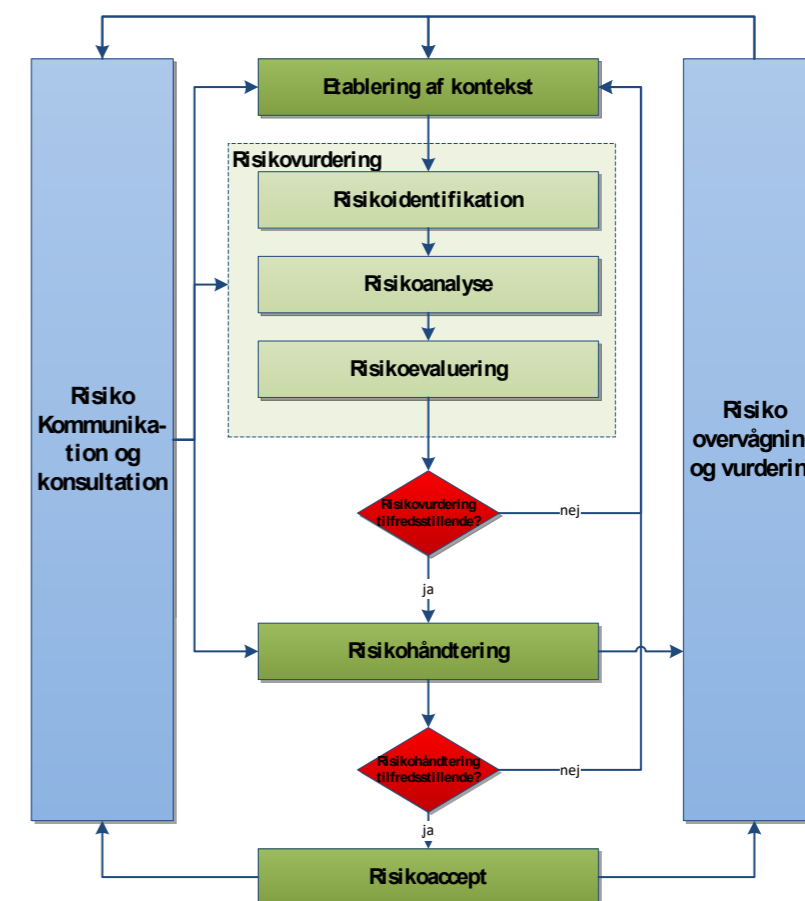 Etablering af kontekst
Risikovurdering
Risikoidentifikation
Risikoanalyse
Risikoevaluering
Risiko
Kommunika-
tion og
konsultation
Risiko
overvågnin
og vurderin
Risikovurdering
tilfredsstillende?
nej
ja
Risikohåndtering
Risikohåndtering
tilfredsstillende?
nej
ja
Risikoaccept